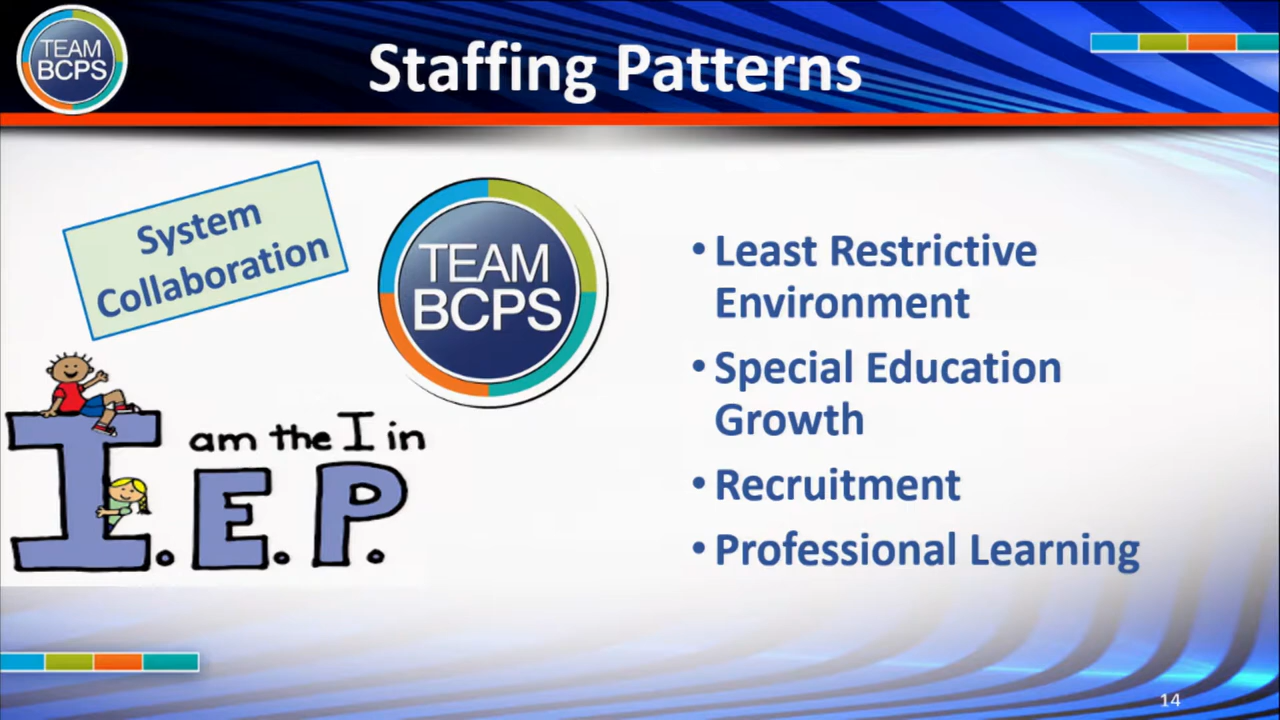 TEAM
BCPS
Staffing Patterns
System
Collaboration
TEAM
BCPS
am the I in
I.E.P.
• Least Restrictive
Environment
• Special Education
Growth
• Recruitment
• Professional Learning
14